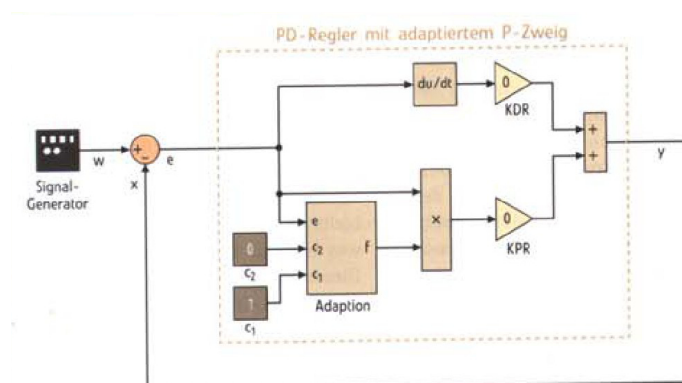 PD-Regler mit adaptiertem P-Zweig
du/dt
0
KDR
+
+
y
+
-
w
e
x
Signal-
Generator
e
c₂
c₁
f
Adaption
×
0
KPR
0
c₂
1
c₁